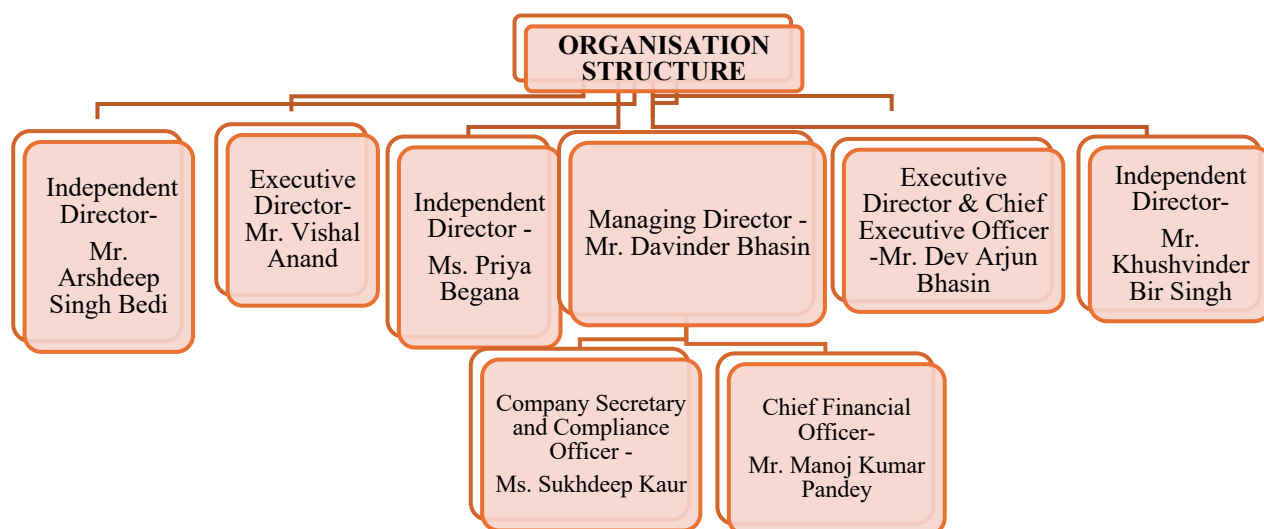 ORGANISATION
STRUCTURE
Independent
Director-
Mr.
Arshdeep
Singh Bedi
Executive
Director-
Mr. Vishal
Anand
Independent
Director -
Ms. Priya
Begana
Managing Director -
Mr. Davinder Bhasin
Executive
Director & Chief
Executive Officer
-Mr. Dev Arjun
Bhasin
Independent
Director-
Mr.
Khushvinder
Bir Singh
Company Secretary
and Compliance
Officer -
Ms. Sukhdeep Kaur
Chief Financial
Officer-
Mr. Manoj Kumar
Pandey